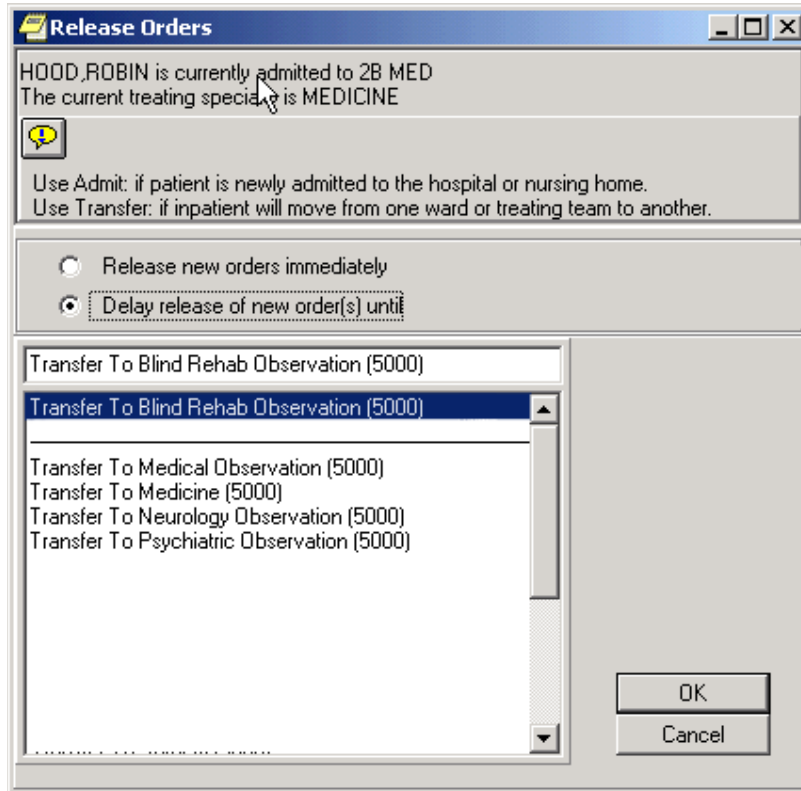 Release Orders
HOOD,ROBIN is currently admitted to 2B MED
The current treating specialty is MEDICINE
Use Admit: if patient is newly admitted to the hospital or nursing home.
Use Transfer: if inpatient will move from one ward or treating team to another.
Release new orders immediately
Delay release of new order(s) until
Transfer To Blind Rehab Observation (5000)
Transfer To Blind Rehab Observation (5000)
Transfer To Medical Observation (5000)
Transfer To Medicine (5000)
Transfer To Neurology Observation (5000)
Transfer To Psychiatric Observation (5000)
OK
Cancel